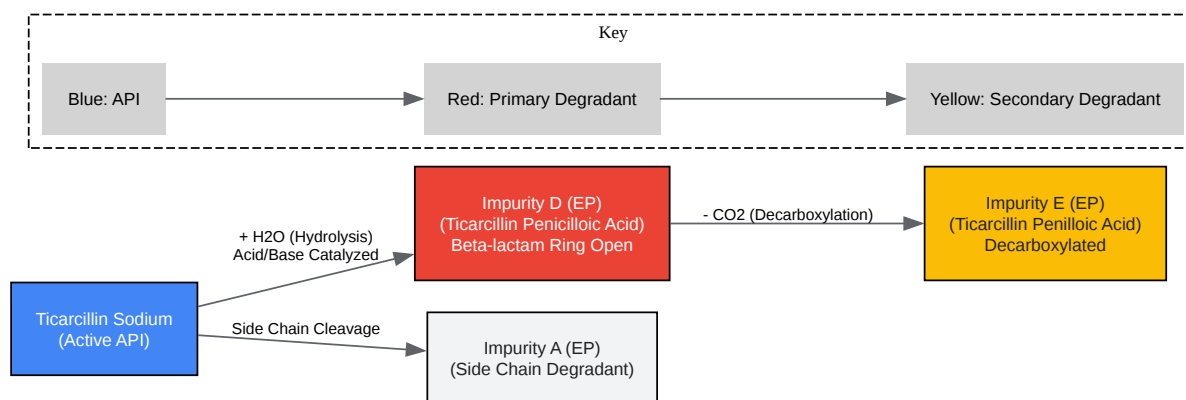 Key
Blue: API
Red: Primary Degradant
Yellow: Secondary Degradant
Impurity D (EP)
(Ticarcillin Penicilloic Acid)
Beta-lactam Ring Open
- CO2 (Decarboxylation)
Impurity E (EP)
(Ticarcillin Penilloic Acid)
Decarboxylated
+ H2O (Hydrolysis)
Acid/Base Catalyzed
Ticarcillin Sodium
(Active API)
Side Chain Cleavage
Impurity A (EP)
(Side Chain Degradant)